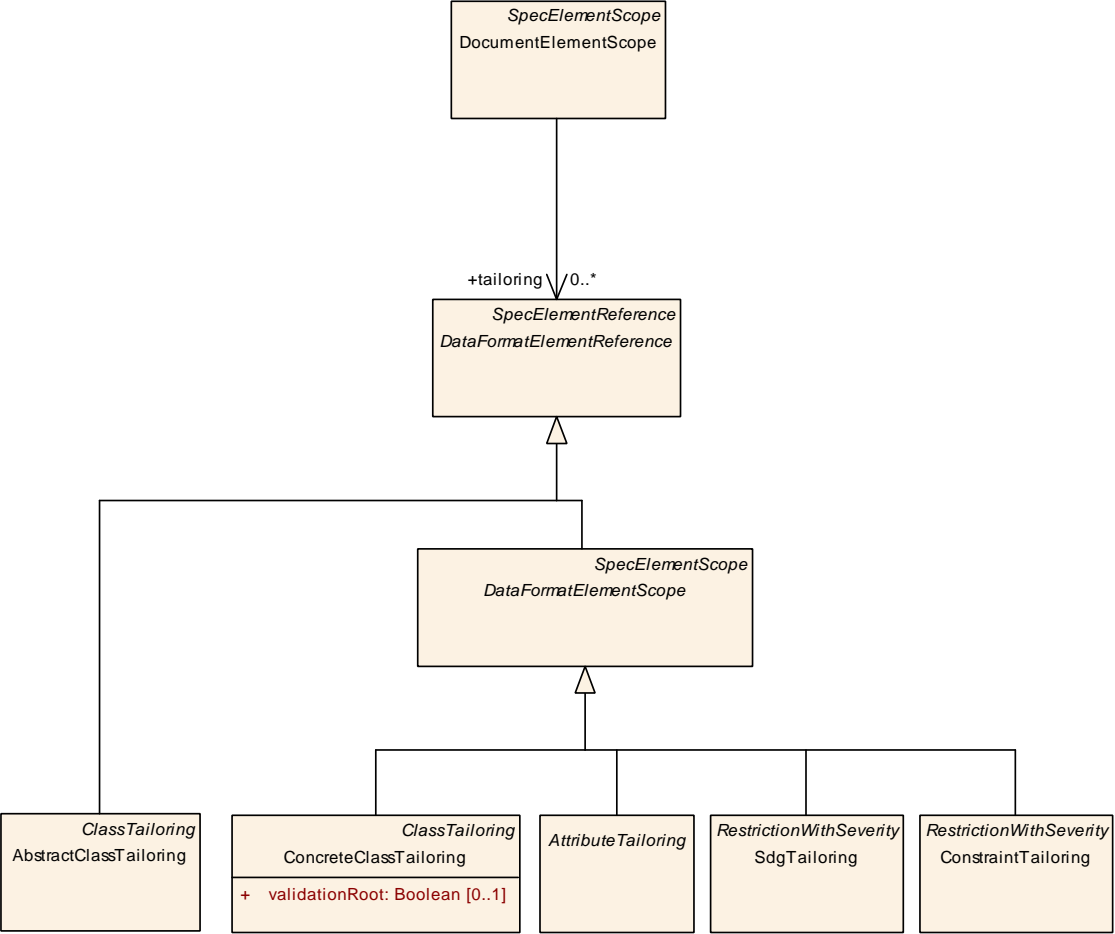 SpecElementScope
DocumentElementScope
+tailoring 0..*
SpecElementReference
DataFormatElementReference
SpecElementScope
DataFormatElementScope
ClassTailoring
AbstractClassTailoring
ClassTailoring
ConcreteClassTailoring
+ validationRoot: Boolean [0..1]
AttributeTailoring
RestrictionWithSeverity
SdgTailoring
RestrictionWithSeverity
ConstraintTailoring